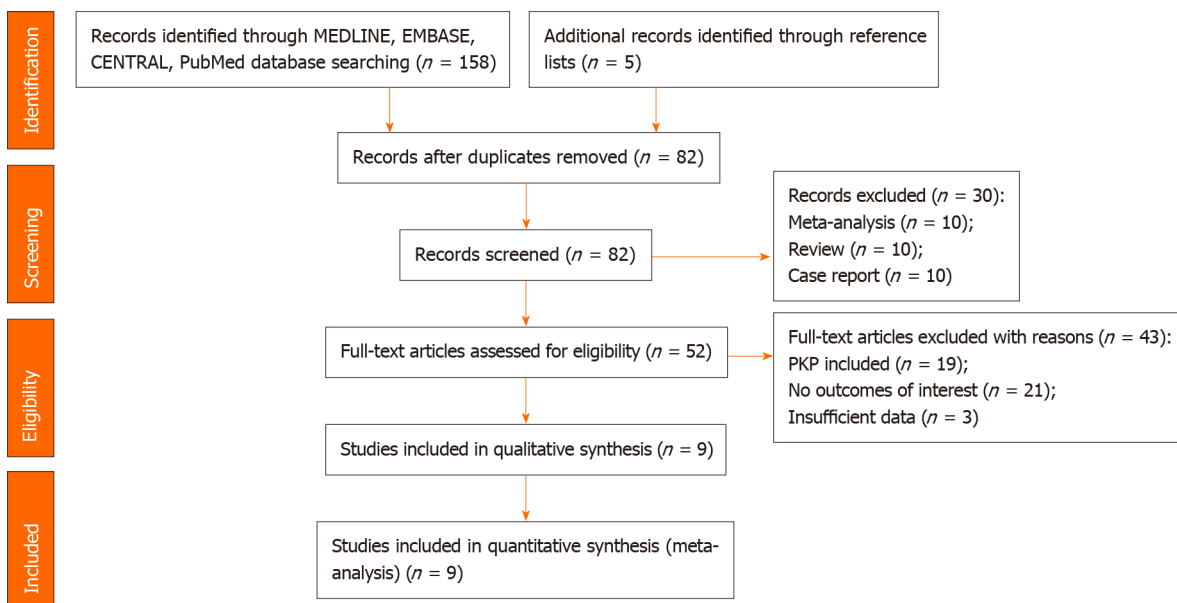 Identification
Records identified through MEDLINE, EMBASE,
CENTRAL, PubMed database searching (n = 158)
Additional records identified through reference
lists (n = 5)
Records after duplicates removed (n = 82)
Screening
Records screened (n = 82)
Records excluded (n = 30):
Meta-analysis (n = 10);
Review (n = 10);
Case report (n = 10)
Eligibility
Full-text articles assessed for eligibility (n = 52)
Full-text articles excluded with reasons (n = 43):
PKP included (n = 19);
No outcomes of interest (n = 21);
Insufficient data (n = 3)
Studies included in qualitative synthesis (n = 9)
Included
Studies included in quantitative synthesis (meta-
analysis) (n = 9)